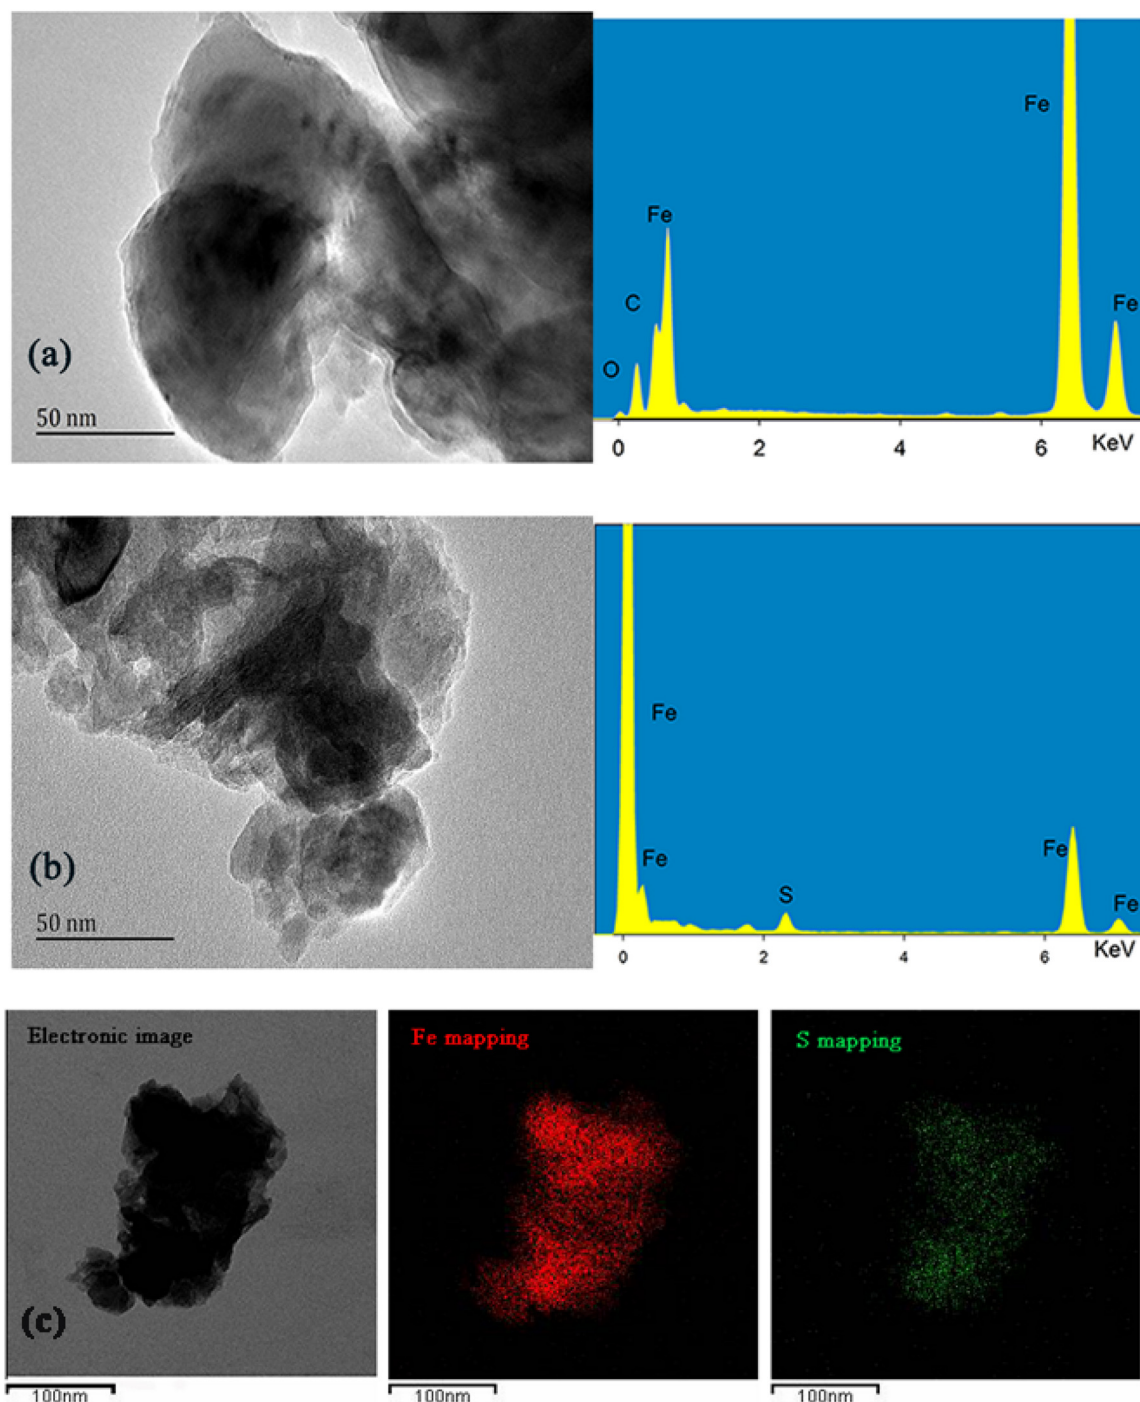 (a)
50 nm
Fe
Fe
C
Fe
O
0 2 4 6 KeV
(b)
50 nm
Fe
Fe
S
Fe
Fe
0 2 4 6 KeV
Electronic image
(c)
100nm
Fe mapping
100nm
S mapping
100nm